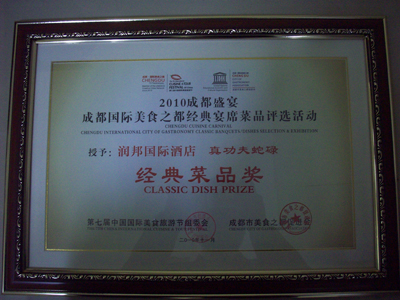 2010成都盛宴
成都国际美食之都经典宴席菜品评选活动
CHENGDU CUISINE CARNIVAL
CHENGDU INTERNATIONAL CITY OF GASTRONOMY CLASSIC BANQUETS/DISHES SELECTION & EXHIBITION
授予：润邦国际酒店 真功夫蛇碌
经典菜品奖
CLASSIC DISH PRIZE
第七届中国国际美食旅游节组委会 成都市美食之都